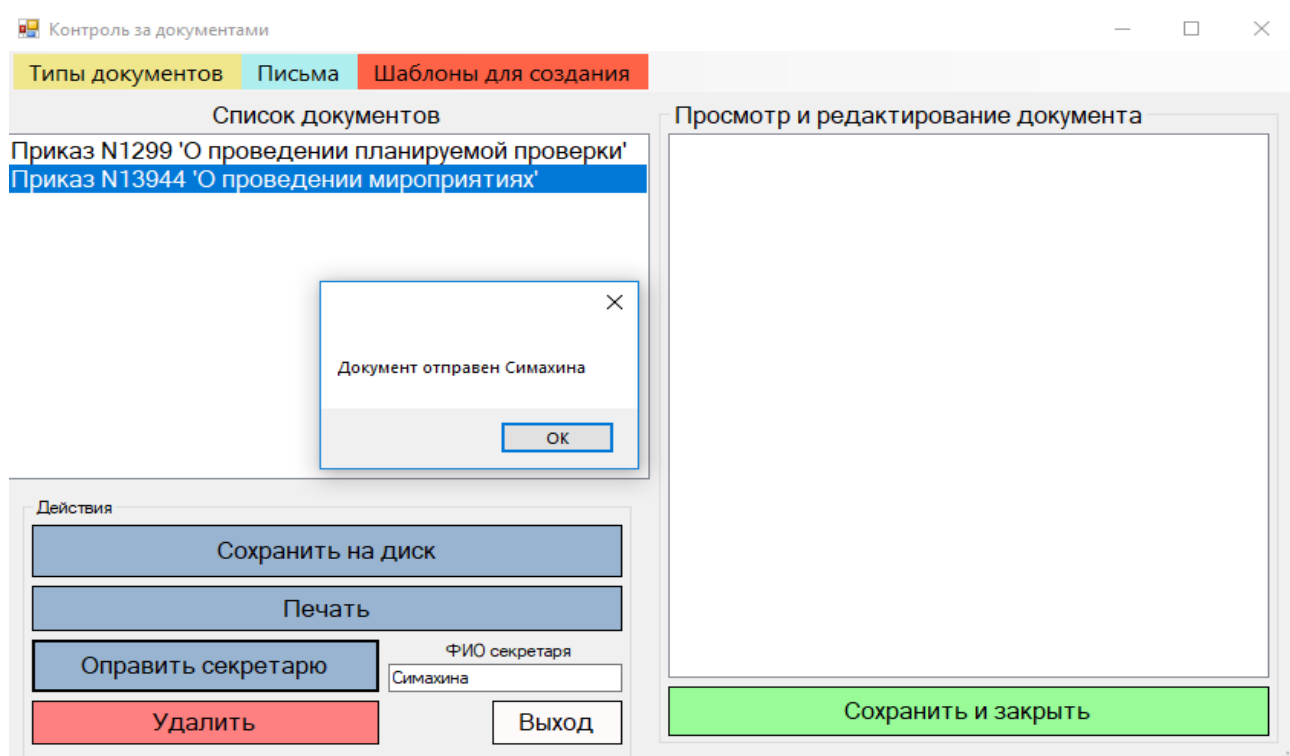 Контроль за документами
Типы документов Письма Шаблоны для создания
Список документов
Приказ N1299 'О проведении планируемой проверки'
Приказ N13944 'О проведении мироприятиях'
Просмотр и редактирование документа
Документ отправен Симахина
ОК
Действия
Сохранить на диск
Печать
Оправить секретарю
ФИО секретаря
Симахина
Удалить
Выход
Сохранить и закрыть